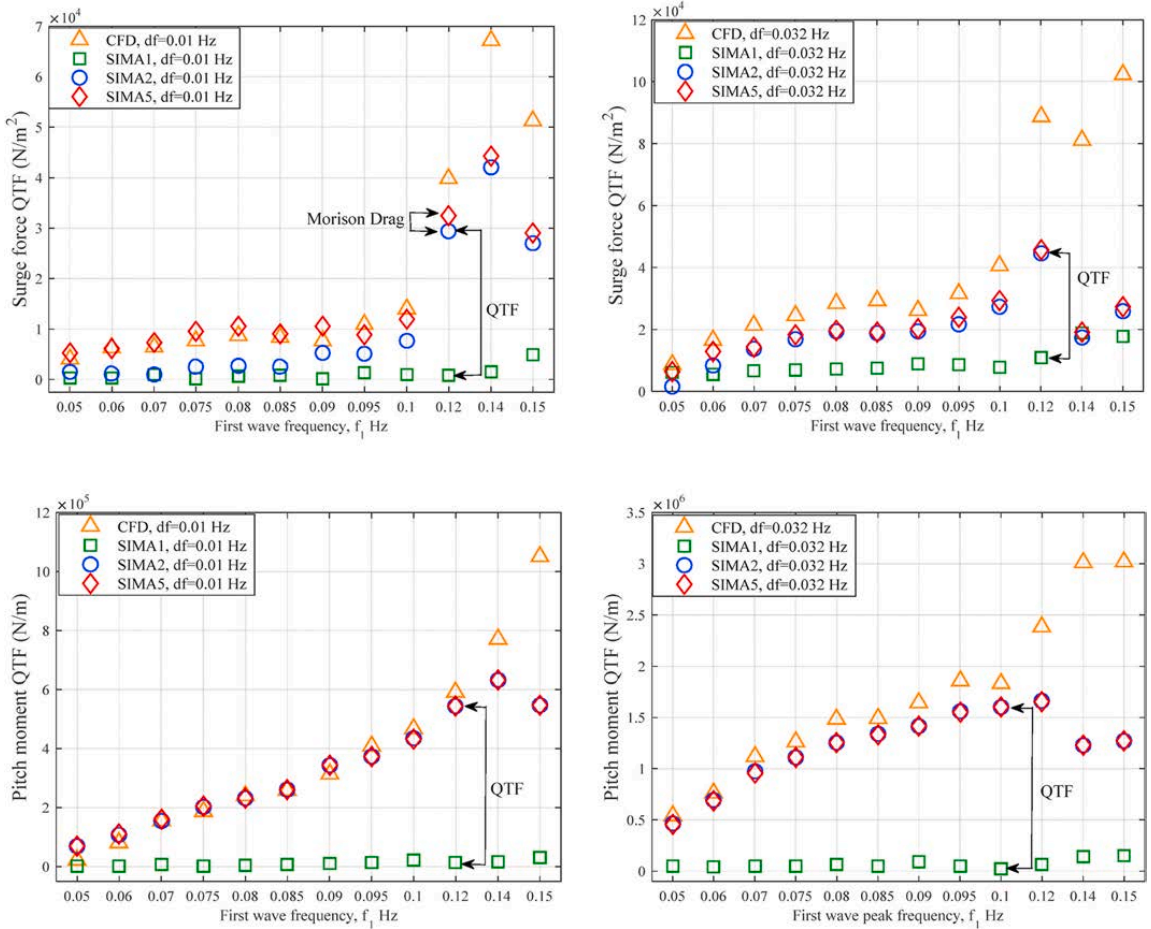 ×10⁴
7
6
5
4
3
2
1
0
Surge force QTF (N/m²)
CFD, df=0.01 Hz
SIMA1, df=0.01 Hz
SIMA2, df=0.01 Hz
SIMA5, df=0.01 Hz
Morison Drag
QTF
0.05 0.06 0.07 0.075 0.08 0.085 0.09 0.095 0.1 0.12 0.14 0.15
First wave frequency, f₁ Hz
×10⁴
12
10
8
6
4
2
0
Surge force QTF (N/m²)
CFD, df=0.032 Hz
SIMA1, df=0.032 Hz
SIMA2, df=0.032 Hz
SIMA5, df=0.032 Hz
QTF
0.05 0.06 0.07 0.075 0.08 0.085 0.09 0.095 0.1 0.12 0.14 0.15
First wave frequency, f₁ Hz
×10⁵
12
10
8
6
4
2
0
Pitch moment QTF (N/m)
CFD, df=0.01 Hz
SIMA1, df=0.01 Hz
SIMA2, df=0.01 Hz
SIMA5, df=0.01 Hz
QTF
0.05 0.06 0.07 0.075 0.08 0.085 0.09 0.095 0.1 0.12 0.14 0.15
First wave frequency, f₁ Hz
×10⁶
3.5
3
2.5
2
1.5
1
0.5
0
Pitch moment QTF (N/m)
CFD, df=0.032 Hz
SIMA1, df=0.032 Hz
SIMA2, df=0.032 Hz
SIMA5, df=0.032 Hz
QTF
0.05 0.06 0.07 0.075 0.08 0.085 0.09 0.095 0.1 0.12 0.14 0.15
First wave peak frequency, f₁ Hz